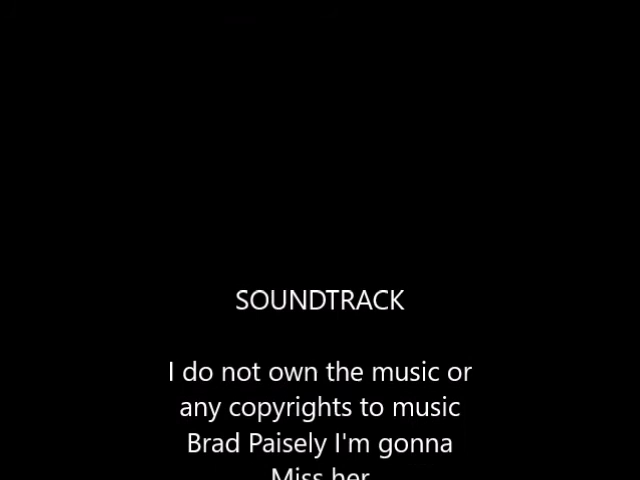 SOUNDTRACK
I do not own the music or
any copyrights to music
Brad Paisely I'm gonna
Miss her